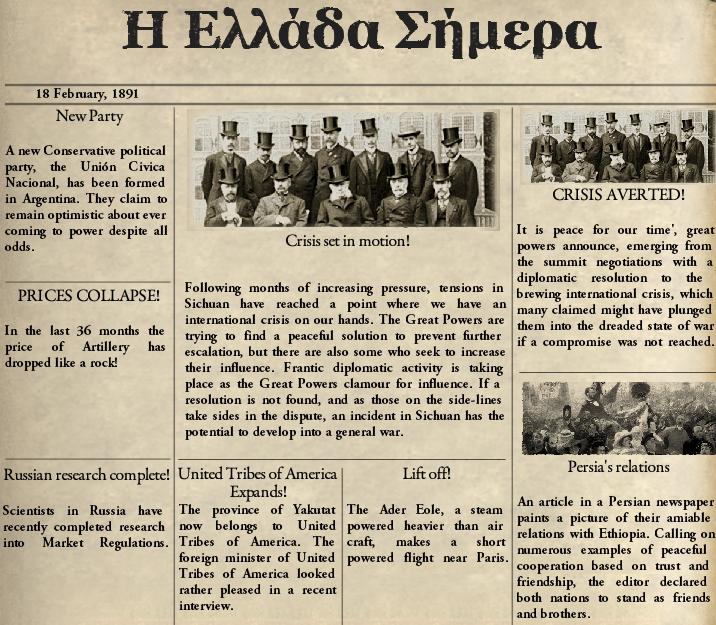 Η Ελλάδα Σήμερα
18 February, 1891
New Party
A new Conservative political
party, the Unión Civica
Nacional, has been formed
in Argentina. They claim to
remain optimistic about ever
coming to power despite all
odds.
PRICES COLLAPSE!
In the last 36 months the
price of Artillery has
dropped like a rock!
Russian research complete!
Scientists in Russia have
recently completed research
into Market Regulations.
Crisis set in motion!
Following months of increasing pressure, tensions in
Sichuan have reached a point where we have an
international crisis on our hands. The Great Powers are
trying to find a peaceful solution to prevent further
escalation, but there are also some who seek to increase
their influence. Frantic diplomatic activity is taking
place as the Great Powers clamour for influence. If a
resolution is not found, and as those on the side-lines
take sides in the dispute, an incident in Sichuan has the
potential to develop into a general war.
United Tribes of America
Expands!
The province of Yakutat
now belongs to United
Tribes of America. The
foreign minister of United
Tribes of America looked
rather pleased in a recent
interview.
Lift off!
The Ader Eole, a steam
powered heavier than air
craft, makes a short
powered flight near Paris.
CRISIS AVERTED!
It is peace for our time', great
powers announce, emerging from
the summit negotiations with a
diplomatic resolution to the
brewing international crisis, which
many claimed might have plunged
them into the dreaded state of war
if a compromise was not reached.
Persia's relations
An article in a Persian newspaper
paints a picture of their amiable
relations with Ethiopia. Calling on
numerous examples of peaceful
cooperation based on trust and
friendship, the editor declared
both nations to stand as friends
and brothers.